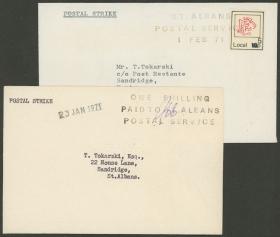 POSTAL STRIKE
ST. ALBANS
POSTAL SERVICE
1 FEB 71
Local
Mr. T. Tokarski,
c/o Post Restante
Sandridge,
POSTAL STRIKE
23 JAN 1971
ONE SHILLING
PAID TO ST. ALBANS
POSTAL SERVICE
T. Tokarski, Esq.,
22 House Lane,
Sandridge,
St.Albans.